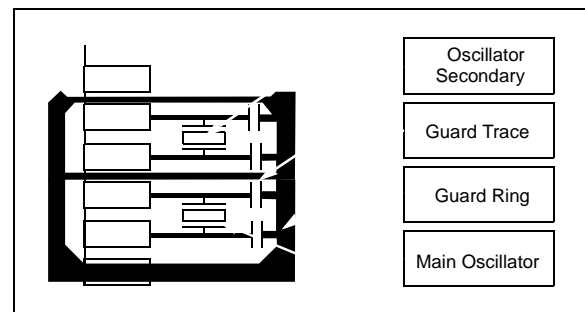 Oscillator
Secondary
Guard Trace
Guard Ring
Main Oscillator